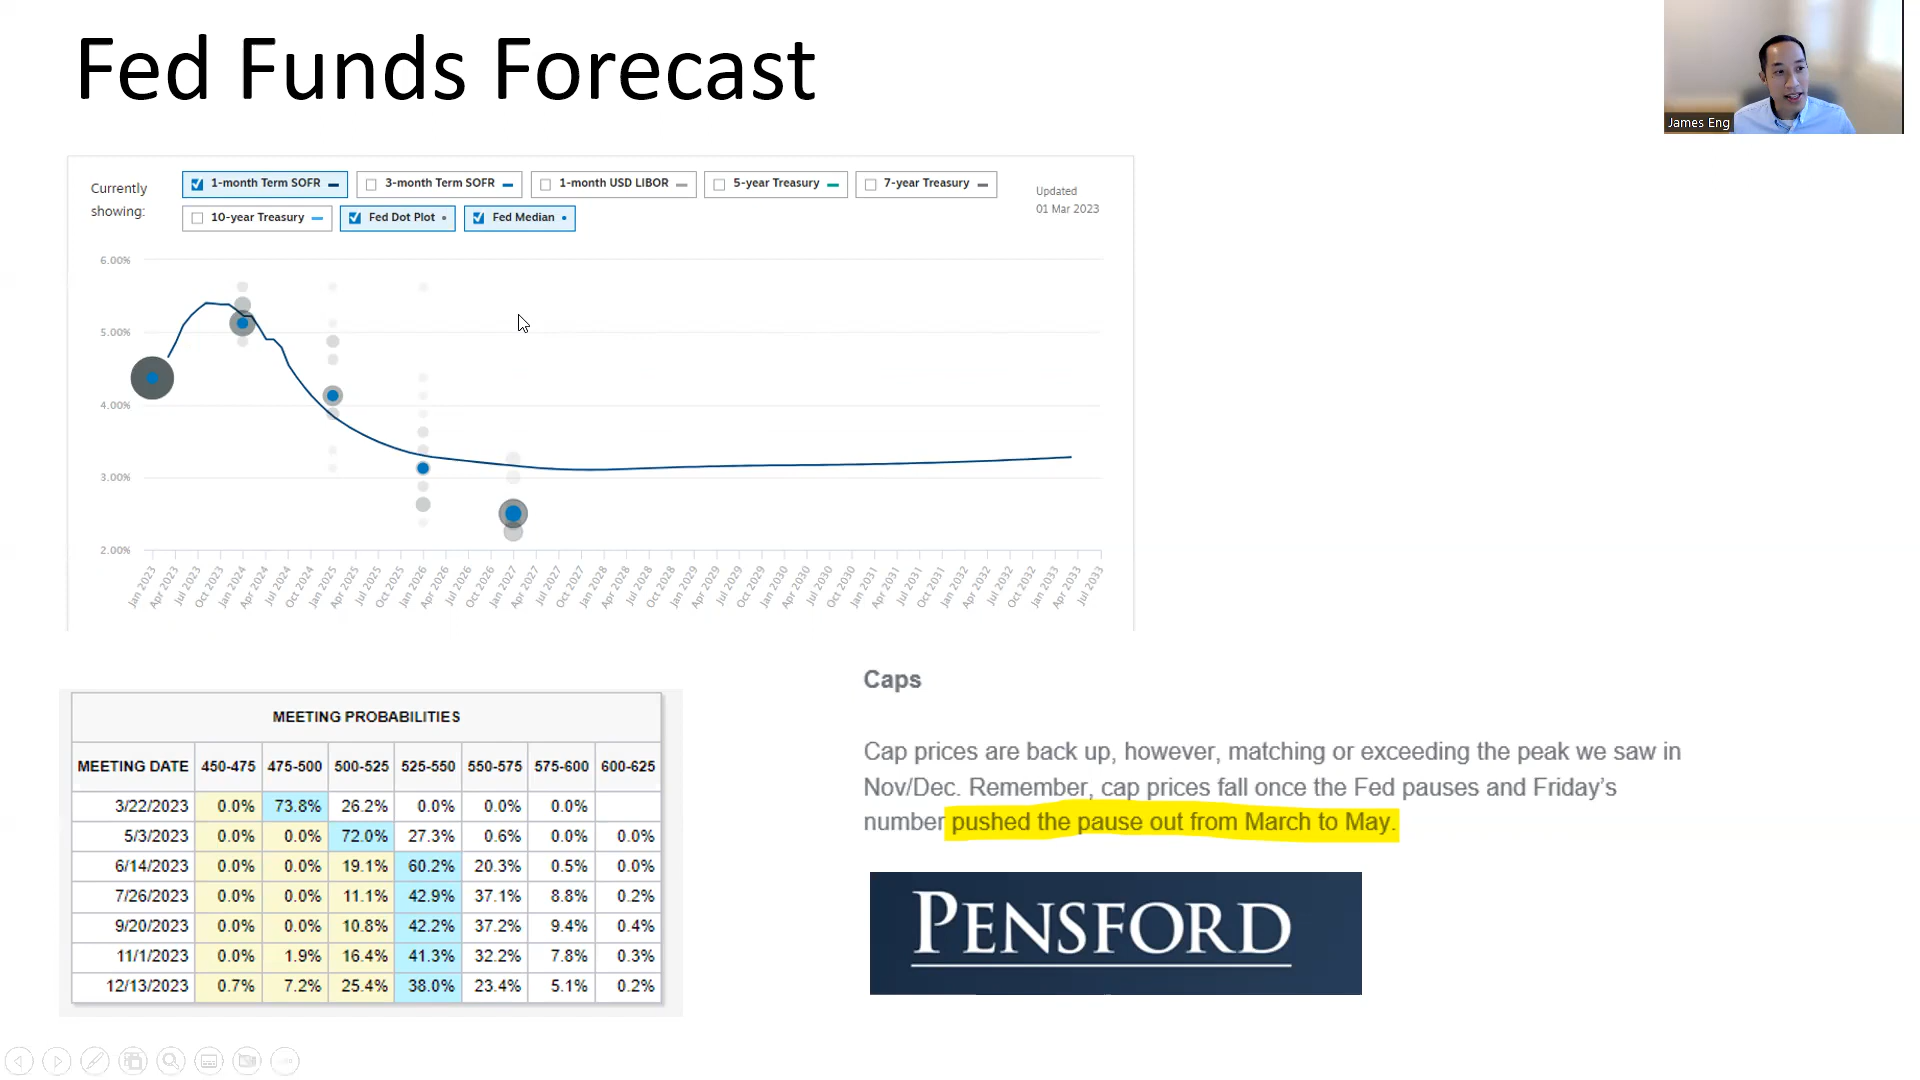 Fed Funds Forecast
James Eng
Currently showing:
1-month Term SOFR
3-month Term SOFR
1-month USD LIBOR
5-year Treasury
7-year Treasury
10-year Treasury
Fed Dot Plot
Fed Median
Updated
01 Mar 2023
6.00%
5.00%
4.00%
3.00%
2.00%
Jan 2023 Apr 2023 Jul 2023 Oct 2023 Jan 2024 Apr 2024 Jul 2024 Oct 2024 Jan 2025 Apr 2025 Jul 2025 Oct 2025 Jan 2026 Apr 2026 Jul 2026 Oct 2026 Jan 2027 Apr 2027 Jul 2027 Oct 2027 Jan 2028 Apr 2028 Jul 2028 Oct 2028 Jan 2029 Apr 2029 Jul 2029 Oct 2029 Jan 2030 Apr 2030 Jul 2030 Oct 2030 Jan 2031 Apr 2031 Jul 2031 Oct 2031 Jan 2032 Apr 2032 Jul 2032 Oct 2032 Jan 2033 Apr 2033 Jul 2033
MEETING PROBABILITIES
MEETING DATE 450-475 475-500 500-525 525-550 550-575 575-600 600-625
3/22/2023 0.0% 73.8% 26.2% 0.0% 0.0% 0.0%
5/3/2023 0.0% 0.0% 72.0% 27.3% 0.6% 0.0% 0.0%
6/14/2023 0.0% 0.0% 19.1% 60.2% 20.3% 0.5% 0.0%
7/26/2023 0.0% 0.0% 11.1% 42.9% 37.1% 8.8% 0.2%
9/20/2023 0.0% 0.0% 10.8% 42.2% 37.2% 9.4% 0.4%
11/1/2023 0.0% 1.9% 16.4% 41.3% 32.2% 7.8% 0.3%
12/13/2023 0.7% 7.2% 25.4% 38.0% 23.4% 5.1% 0.2%
Caps
Cap prices are back up, however, matching or exceeding the peak we saw in
Nov/Dec. Remember, cap prices fall once the Fed pauses and Friday's
number pushed the pause out from March to May.
PENSFORD